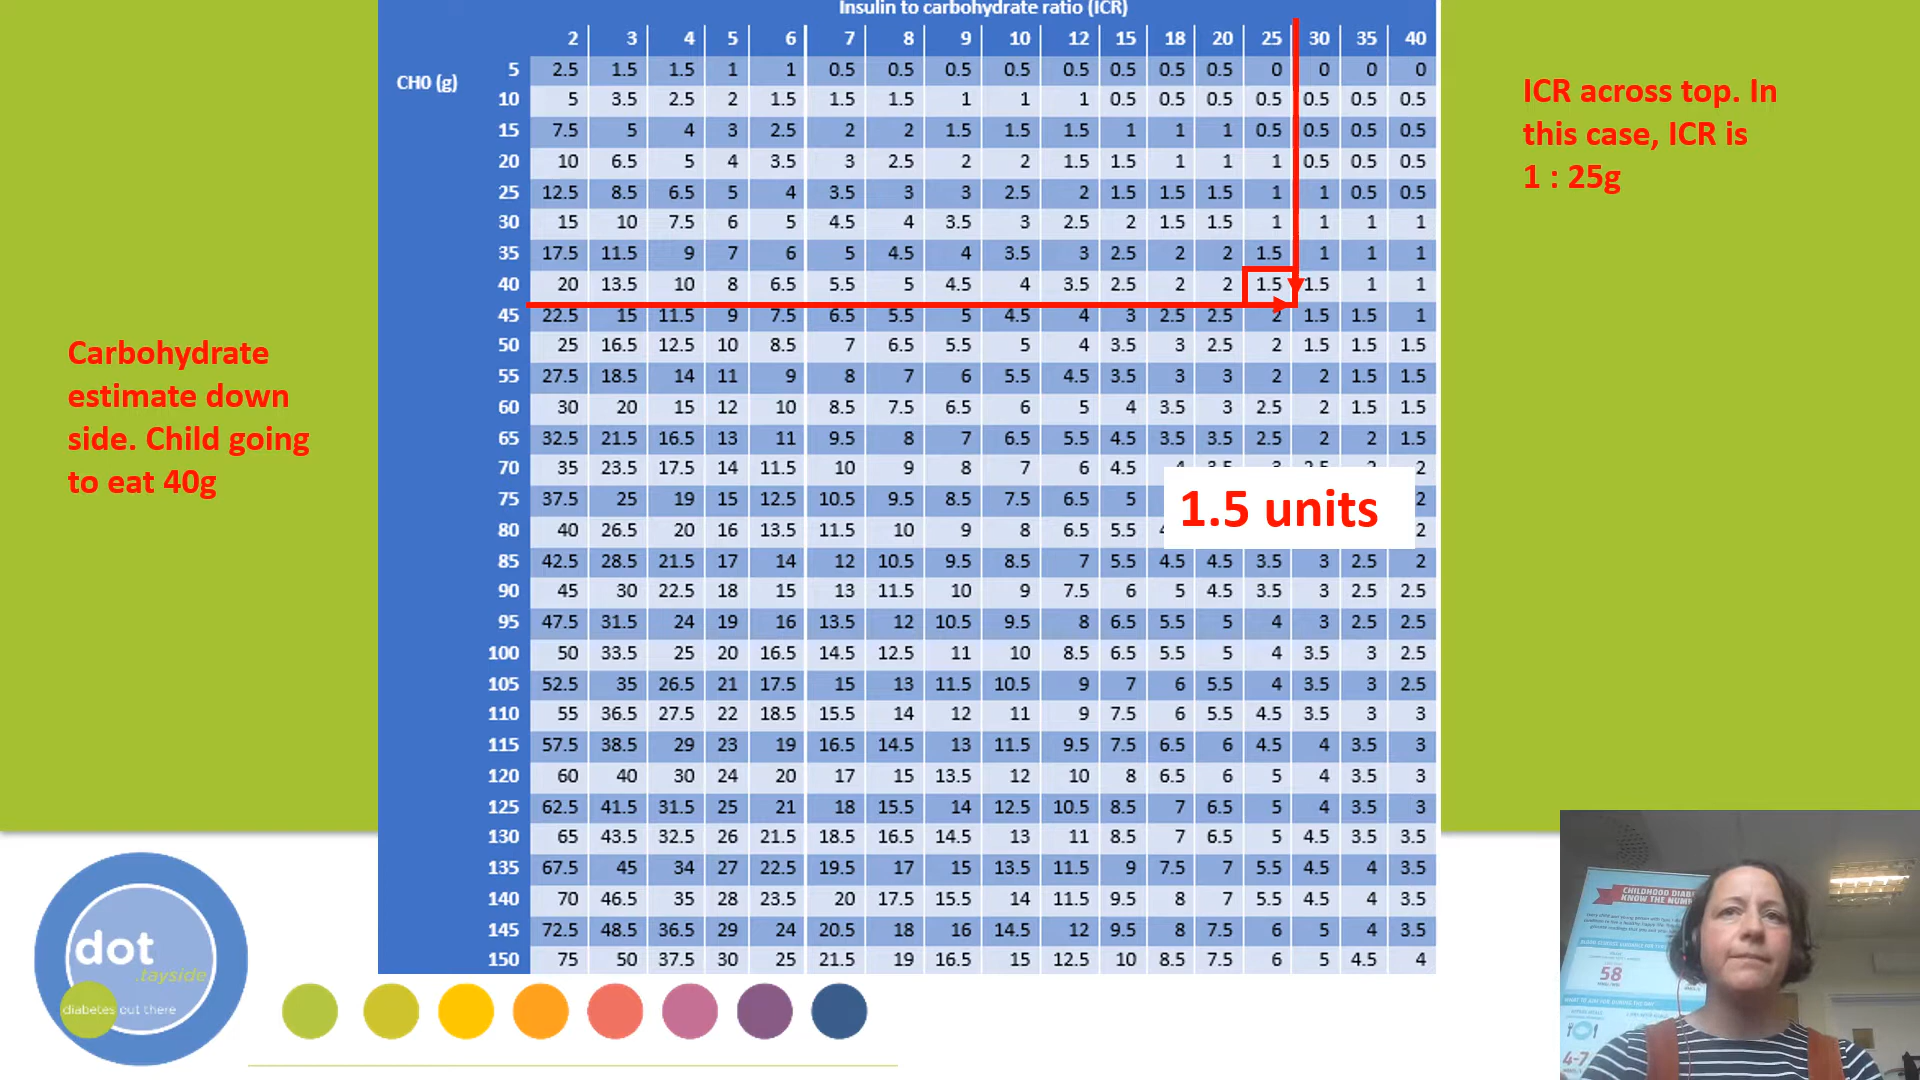 Insulin to carbohydrate ratio (ICR)
2 3 4 5 6 7 8 9 10 12 15 18 20 25 30 35 40
CH0 (g)
5 2.5 1.5 1.5 1 1 0.5 0.5 0.5 0.5 0.5 0.5 0.5 0.5 0 0 0 0
10 5 3.5 2.5 2 1.5 1.5 1.5 1 1 1 0.5 0.5 0.5 0.5 0.5 0.5 0.5
15 7.5 5 4 3 2.5 2 2 1.5 1.5 1.5 1 1 1 0.5 0.5 0.5 0.5
20 10 6.5 5 4 3.5 3 2.5 2 2 1.5 1.5 1 1 1 0.5 0.5 0.5
25 12.5 8.5 6.5 5 4 3.5 3 3 2.5 2 1.5 1.5 1.5 1 1 0.5 0.5
30 15 10 7.5 6 5 4.5 4 3.5 3 2.5 2 1.5 1.5 1 1 1 1
35 17.5 11.5 9 7 6 5 4.5 4 3.5 3 2.5 2 2 1.5 1 1 1
40 20 13.5 10 8 6.5 5.5 5 4.5 4 3.5 2.5 2 2 1.5 1.5 1 1
45 22.5 15 11.5 9 7.5 6.5 5.5 5 4.5 4 3 2.5 2.5 2 1.5 1.5 1
50 25 16.5 12.5 10 8.5 7 6.5 5.5 5 4 3.5 3 2.5 2 1.5 1.5 1.5
55 27.5 18.5 14 11 9 8 7 6 5.5 4.5 3.5 3 3 2 2 1.5 1.5
60 30 20 15 12 10 8.5 7.5 6.5 6 5 4 3.5 3 2.5 2 1.5 1.5
65 32.5 21.5 16.5 13 11 9.5 8 7 6.5 5.5 4.5 3.5 3.5 2.5 2 2 1.5
70 35 23.5 17.5 14 11.5 10 9 8 7 6 4.5 2
75 37.5 25 19 15 12.5 10.5 9.5 8.5 7.5 6.5 5 2
80 40 26.5 20 16 13.5 11.5 10 9 8 6.5 5.5 2
85 42.5 28.5 21.5 17 14 12 10.5 9.5 8.5 7 5.5 4.5 4.5 3.5 3 2.5 2
90 45 30 22.5 18 15 13 11.5 10 9 7.5 6 5 4.5 3.5 3 2.5 2.5
95 47.5 31.5 24 19 16 13.5 12 10.5 9.5 8 6.5 5.5 5 4 3 2.5 2.5
100 50 33.5 25 20 16.5 14.5 12.5 11 10 8.5 6.5 5.5 5 4 3.5 3 2.5
105 52.5 35 26.5 21 17.5 15 13 11.5 10.5 9 7 6 5.5 4 3.5 3 2.5
110 55 36.5 27.5 22 18.5 15.5 14 12 11 9 7.5 6 5.5 4.5 3.5 3 3
115 57.5 38.5 29 23 19 16.5 14.5 13 11.5 9.5 7.5 6.5 6 4.5 4 3.5 3
120 60 40 30 24 20 17 15 13.5 12 10 8 6.5 6 5 4 3.5 3
125 62.5 41.5 31.5 25 21 18 15.5 14 12.5 10.5 8.5 7 6.5 5 4 3.5 3
130 65 43.5 32.5 26 21.5 18.5 16.5 14.5 13 11 8.5 7 6.5 5 4.5 3.5 3.5
135 67.5 45 34 27 22.5 19.5 17 15 13.5 11.5 9 7.5 7 5.5 4.5 4 3.5
140 70 46.5 35 28 23.5 20 17.5 15.5 14 11.5 9.5 8 7 5.5 4.5 4 3.5
145 72.5 48.5 36.5 29 24 20.5 18 16 14.5 12 9.5 8 7.5 6 5 4 3.5
150 75 50 37.5 30 25 21.5 19 16.5 15 12.5 10 8.5 7.5 6 5 4.5 4
1.5 units
ICR across top. In
this case, ICR is
1 : 25g
Carbohydrate
estimate down
side. Child going
to eat 40g
dot
.tayside
diabetes out there
CHILDHOOD
KNOW THE
58
4-7